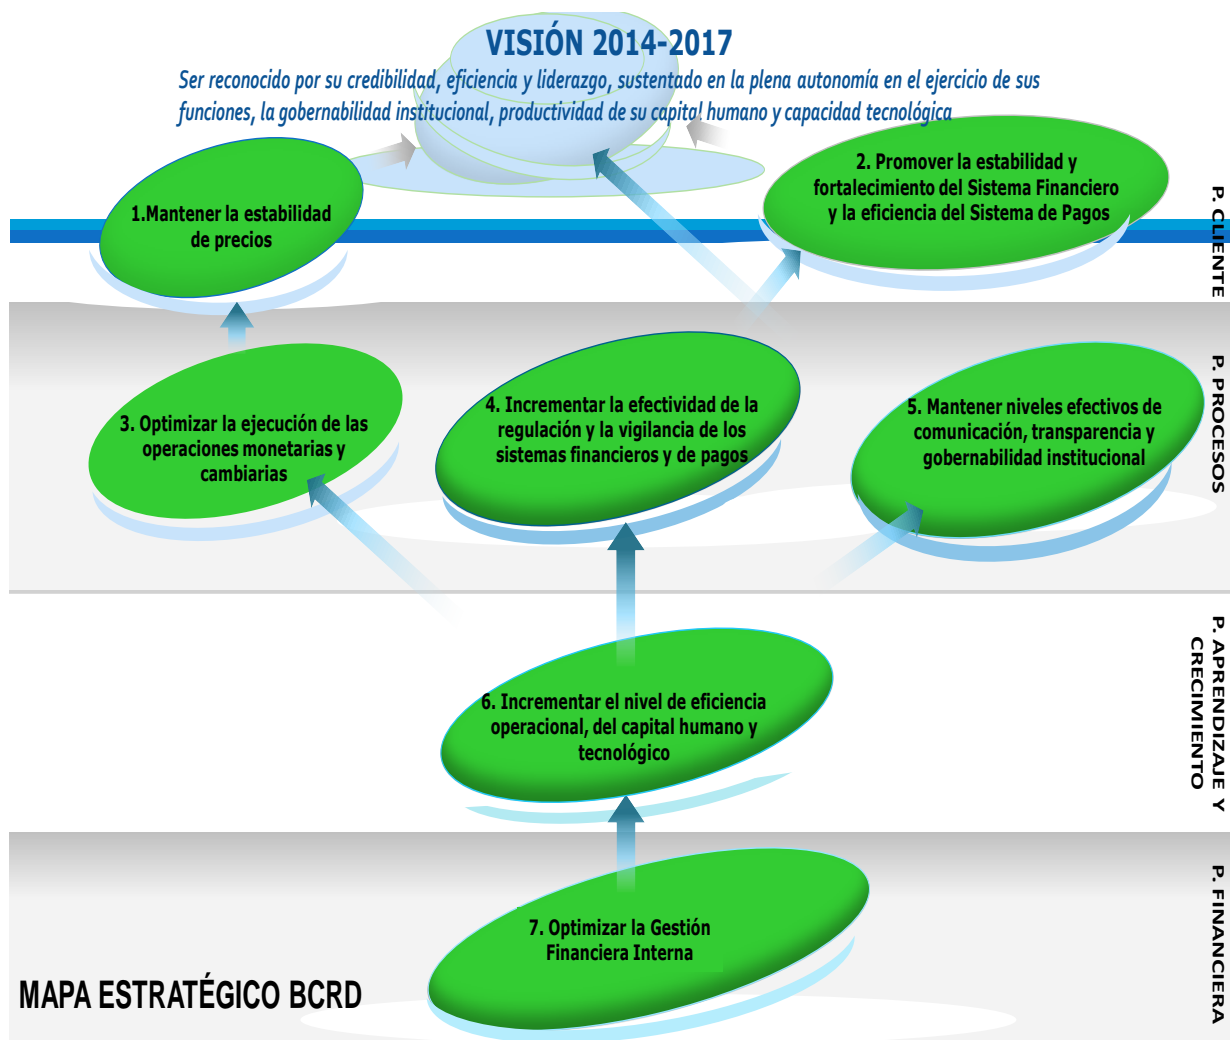 VISIÓN 2014-2017
Ser reconocido por su credibilidad, eficiencia y liderazgo, sustentado en la plena autonomía en el ejercicio de sus
funciones, la gobernabilidad institucional, productividad de su capital humano y capacidad tecnológica
1.Mantener la estabilidad
de precios
2. Promover la estabilidad y
fortalecimiento del Sistema Financiero
y la eficiencia del Sistema de Pagos
P. CLIENTE
3. Optimizar la ejecución de las
operaciones monetarias y
cambiarias
4. Incrementar la efectividad de la
regulación y la vigilancia de los
sistemas financieros y de pagos
5. Mantener niveles efectivos de
comunicación, transparencia y
gobernabilidad institucional
P. PROCESOS
6. Incrementar el nivel de eficiencia
operacional, del capital humano y
tecnológico
P. APRENDIZAJE Y
CRECIMIENTO
7. Optimizar la Gestión
Financiera Interna
P. FINANCIERA
MAPA ESTRATÉGICO BCRD